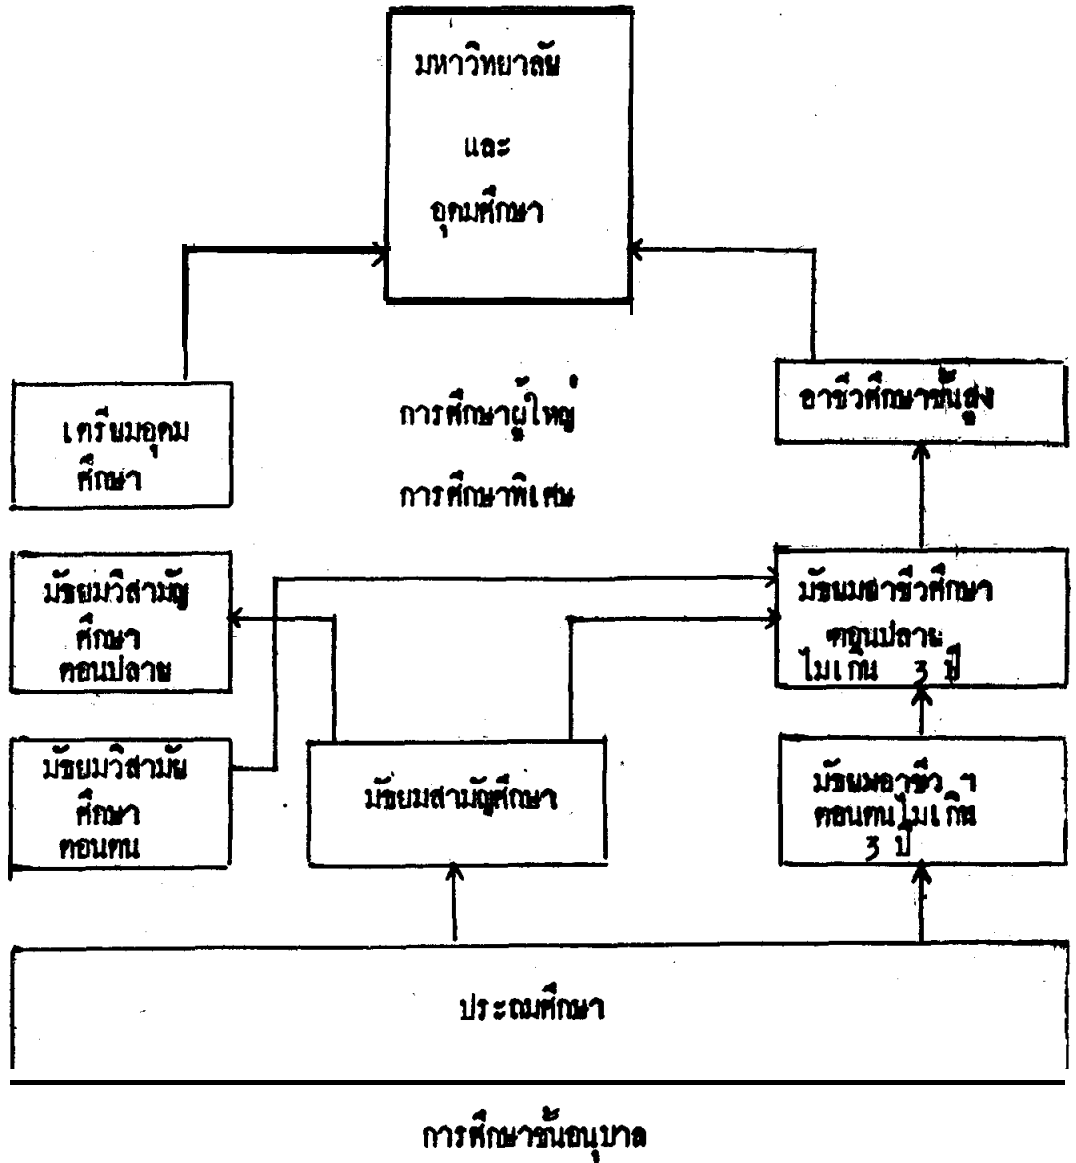 มหาวิทยาลัย
และ
อุดมศึกษา
เตรียมอุดม
ศึกษา
การศึกษาผู้ใหญ่
การศึกษาพิเศษ
อาชีวศึกษาชั้นสูง
มัธยมวิสามัญ
ศึกษา
ตอนปลาย
มัธยมอาชีวศึกษา
ตอนปลาย
ไม่เกิน 3 ปี
มัธยมวิสามัญ
ศึกษา
ตอนตน
มัธยมสามัญศึกษา
มัธยมอาชีว ฯ
ตอนตนไม่เกิน
3 ปี
ประถมศึกษา
การศึกษาชั้นอนุบาล